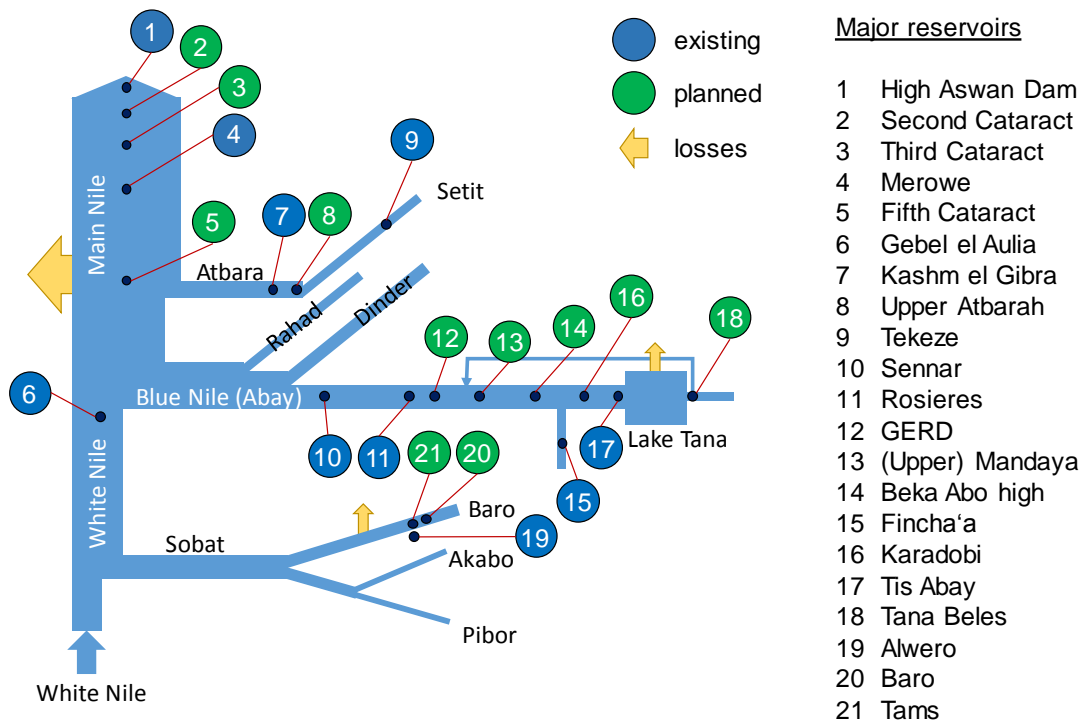 1
2
3
4
5
6
7
8
9
10
11
12
13
14
15
16
17
18
19
20
21
Main Nile
Atbara
Setit
Rahad
Dinder
Blue Nile (Abay)
Lake Tana
White Nile
Sobat
Baro
Akabo
Pibor
White Nile
existing
planned
losses
Major reservoirs
1 High Aswan Dam
2 Second Cataract
3 Third Cataract
4 Merowe
5 Fifth Cataract
6 Gebel el Aulia
7 Kashm el Gibra
8 Upper Atbarah
9 Tekeze
10 Sennar
11 Rosieres
12 GERD
13 (Upper) Mandaya
14 Beka Abo high
15 Fincha‘a
16 Karadobi
17 Tis Abay
18 Tana Beles
19 Alwero
20 Baro
21 Tams